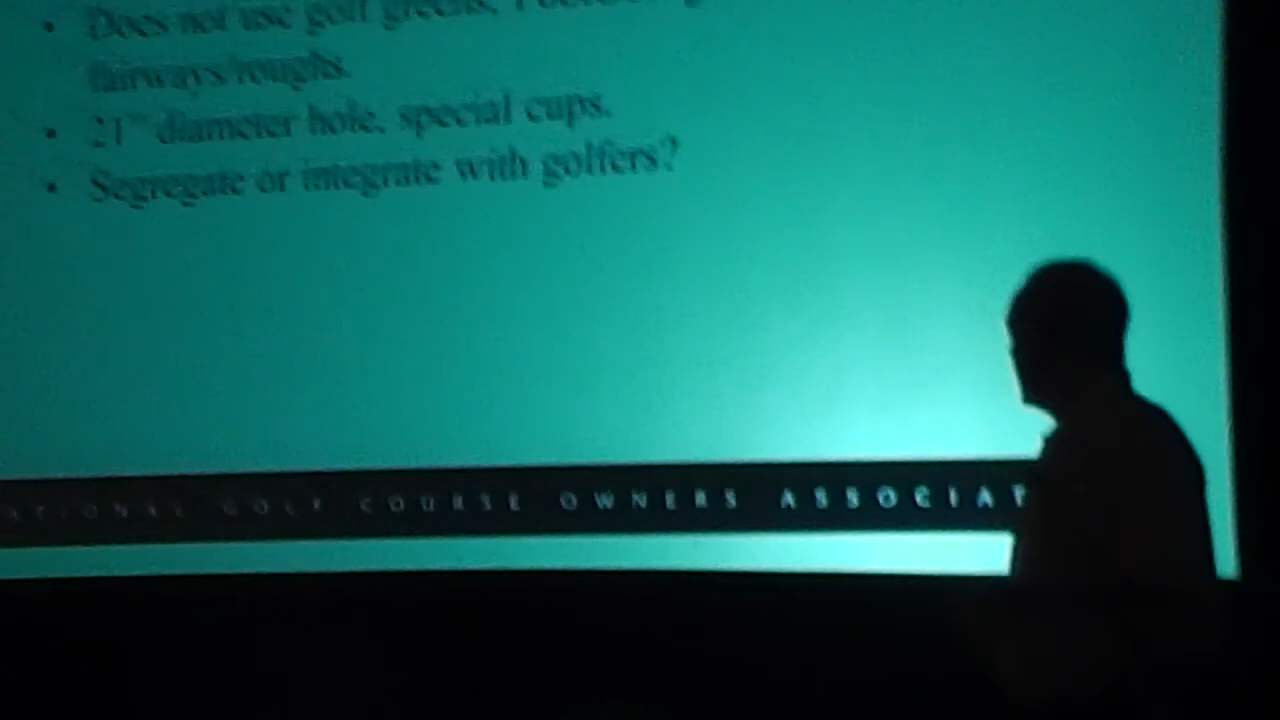 • Does not use golf greens.
fairways/roughs.
• 21" diameter hole, special cups.
• Segregate or integrate with golfers?
ATIONAL GOLF COURSE OWNERS ASSOCIAT